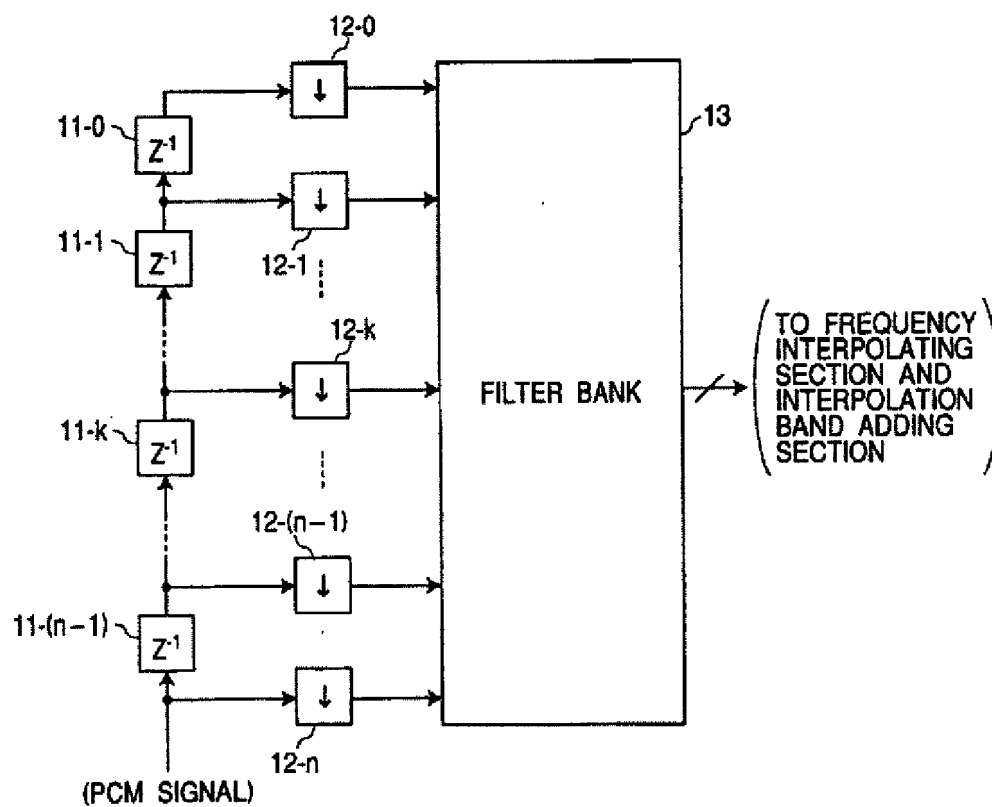 12-0
11-0
Z⁻¹
↓
13
11-1
Z⁻¹
↓
12-1
12-k
↓
FILTER BANK
TO FREQUENCY
INTERPOLATING
SECTION AND
INTERPOLATION
BAND ADDING
SECTION
11-k
Z⁻¹
12-(n-1)
↓
11-(n-1)
Z⁻¹
↓
12-n
(PCM SIGNAL)